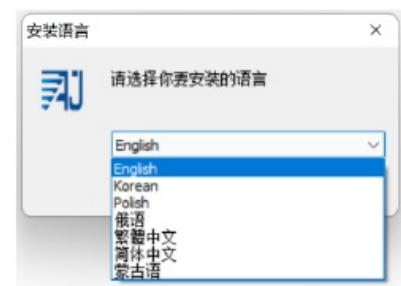 安装语言
请选择你要安装的语言
English
English
Korean
Polish
俄语
繁體中文
简体中文
蒙古语